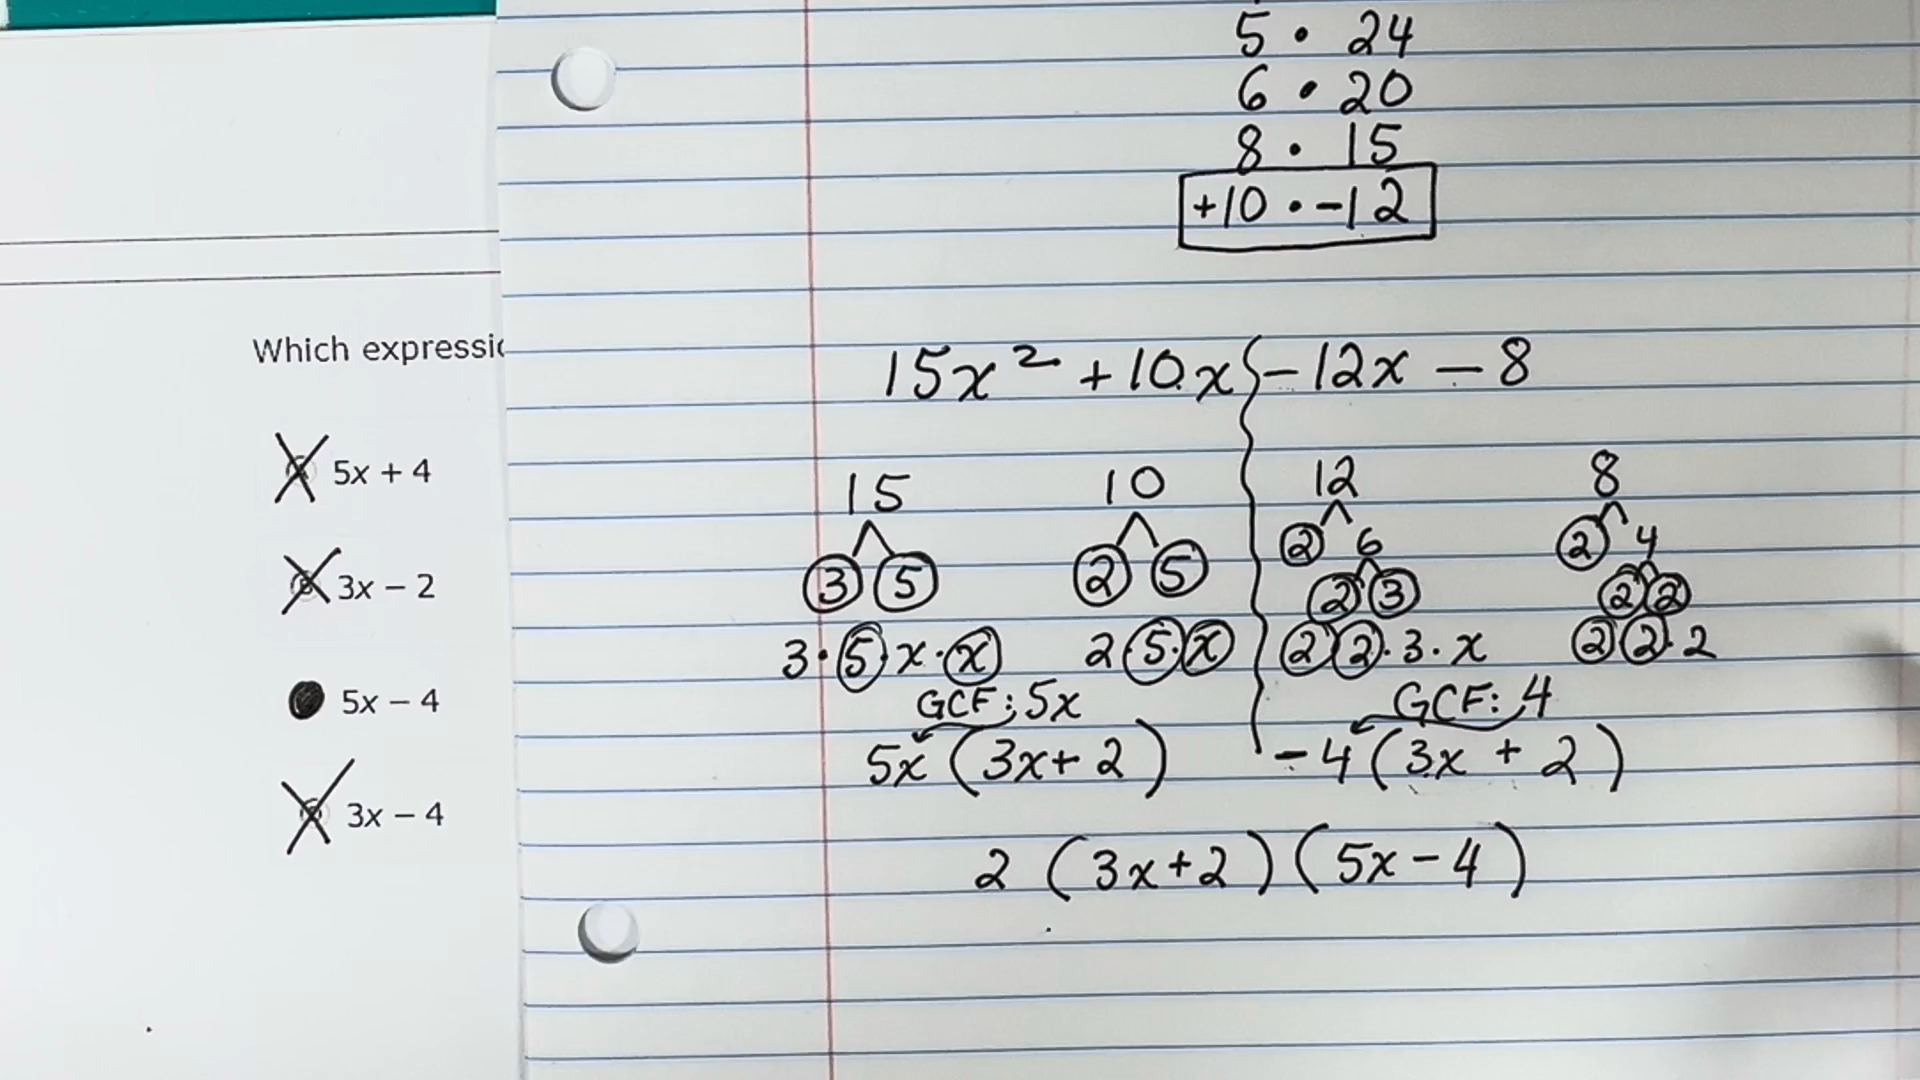 5 • 24
6 • 20
8 • 15
+10 • -12
Which expressi
5x + 4
3x − 2
5x − 4
3x − 4
15x² + 10x - 12x - 8
15 10 12 8
2 6 2 4
3 5 2 5 2 3 2 2
3 • 5 • x • x 2 • 5 • x 2 • 2 • 3 • x 2 • 2 • 2
GCF: 5x GCF: 4
5x (3x + 2) - 4 (3x + 2)
2 (3x + 2) (5x - 4)